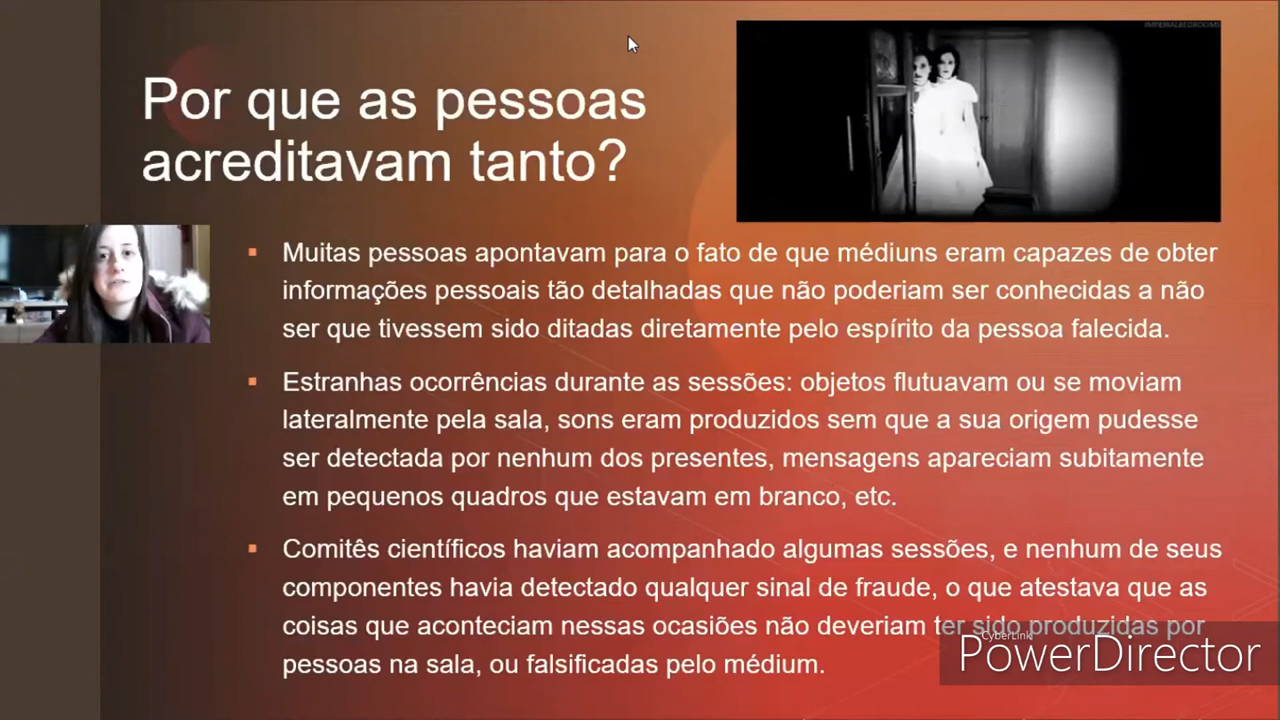 IMPERIALBEDROOMS
Por que as pessoas
acreditavam tanto?
Muitas pessoas apontavam para o fato de que médiuns eram capazes de obter
informações pessoais tão detalhadas que não poderiam ser conhecidas a não
ser que tivessem sido ditadas diretamente pelo espírito da pessoa falecida.
Estranhas ocorrências durante as sessões: objetos flutuavam ou se moviam
lateralmente pela sala, sons eram produzidos sem que a sua origem pudesse
ser detectada por nenhum dos presentes, mensagens apareciam subitamente
em pequenos quadros que estavam em branco, etc.
Comitês científicos haviam acompanhado algumas sessões, e nenhum de seus
componentes havia detectado qualquer sinal de fraude, o que atestava que as
coisas que aconteciam nessas ocasiões não deveriam ter sido produzidas por
pessoas na sala, ou falsificadas pelo médium.
CyberLink
PowerDirector